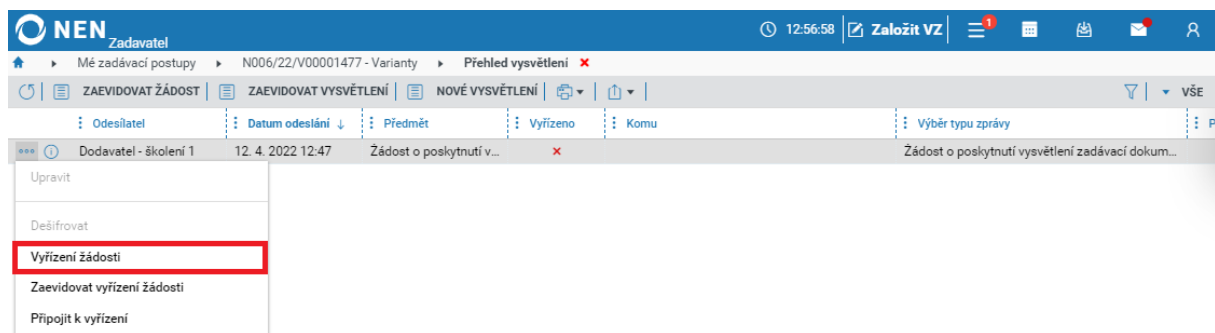 NEN Zadavatel 12:56:58 Založit VZ 1
Mé zadávací postupy N006/22/V00001477 - Varianty Přehled vysvětlení
ZAEVIDOVAT ŽÁDOST ZAEVIDOVAT VYSVĚTLENÍ NOVÉ VYSVĚTLENÍ VŠE
Odesílatel Datum odeslání ↓ Předmět Vyřízeno Komu Výběr typu zprávy P
Dodavatel - školení 1 12. 4. 2022 12:47 Žádost o poskytnutí v... Žádost o poskytnutí vysvětlení zadávací dokum...
Upravit
Dešifrovat
Vyřízení žádosti
Zaevidovat vyřízení žádosti
Připojit k vyřízení